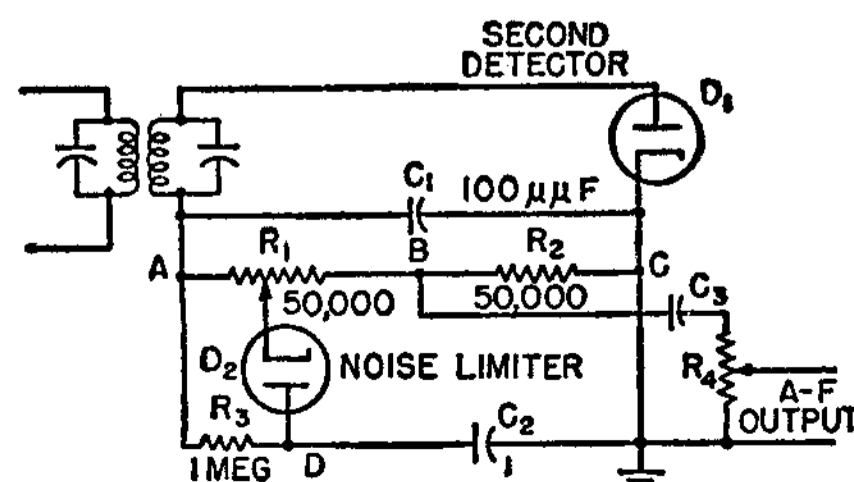 SECOND
DETECTOR
D1
C1
100 μμF
A
R1
B
R2
C
50,000
50,000
C3
D2
NOISE LIMITER
R4
A-F
OUTPUT
R3
C2
1 MEG
D
1